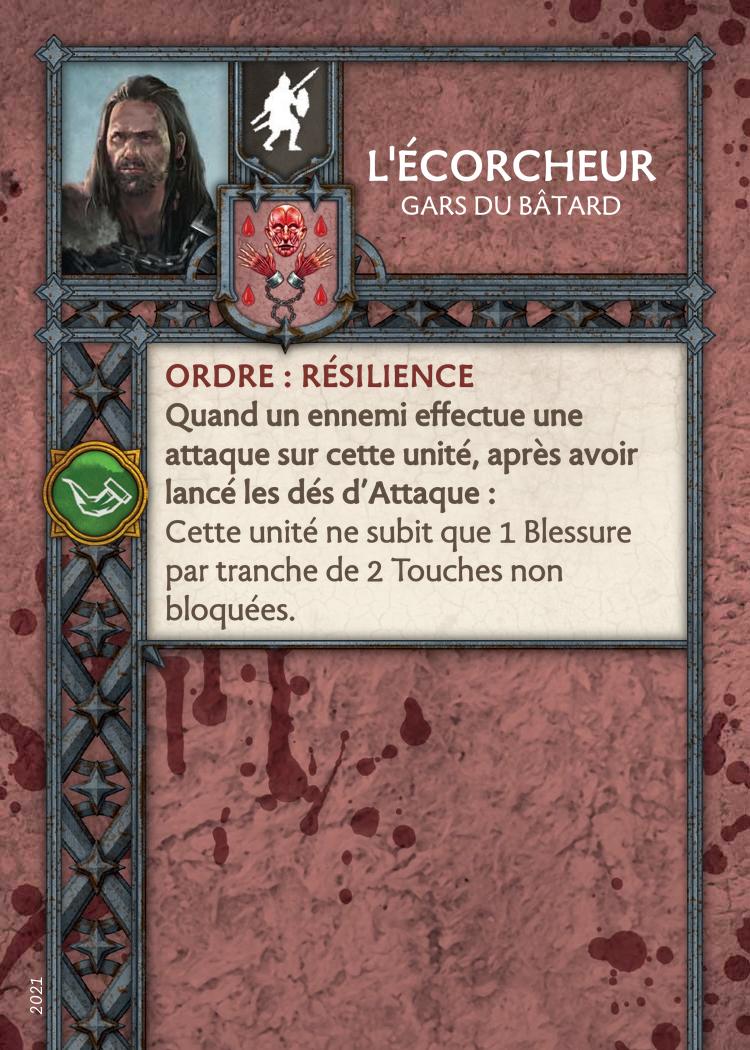 L'ÉCORCHEUR
GARS DU BÂTARD
ORDRE : RÉSILIENCE
Quand un ennemi effectue une
attaque sur cette unité, après avoir
lancé les dés d’Attaque :
Cette unité ne subit que 1 Blessure
par tranche de 2 Touches non
bloquées.
2021